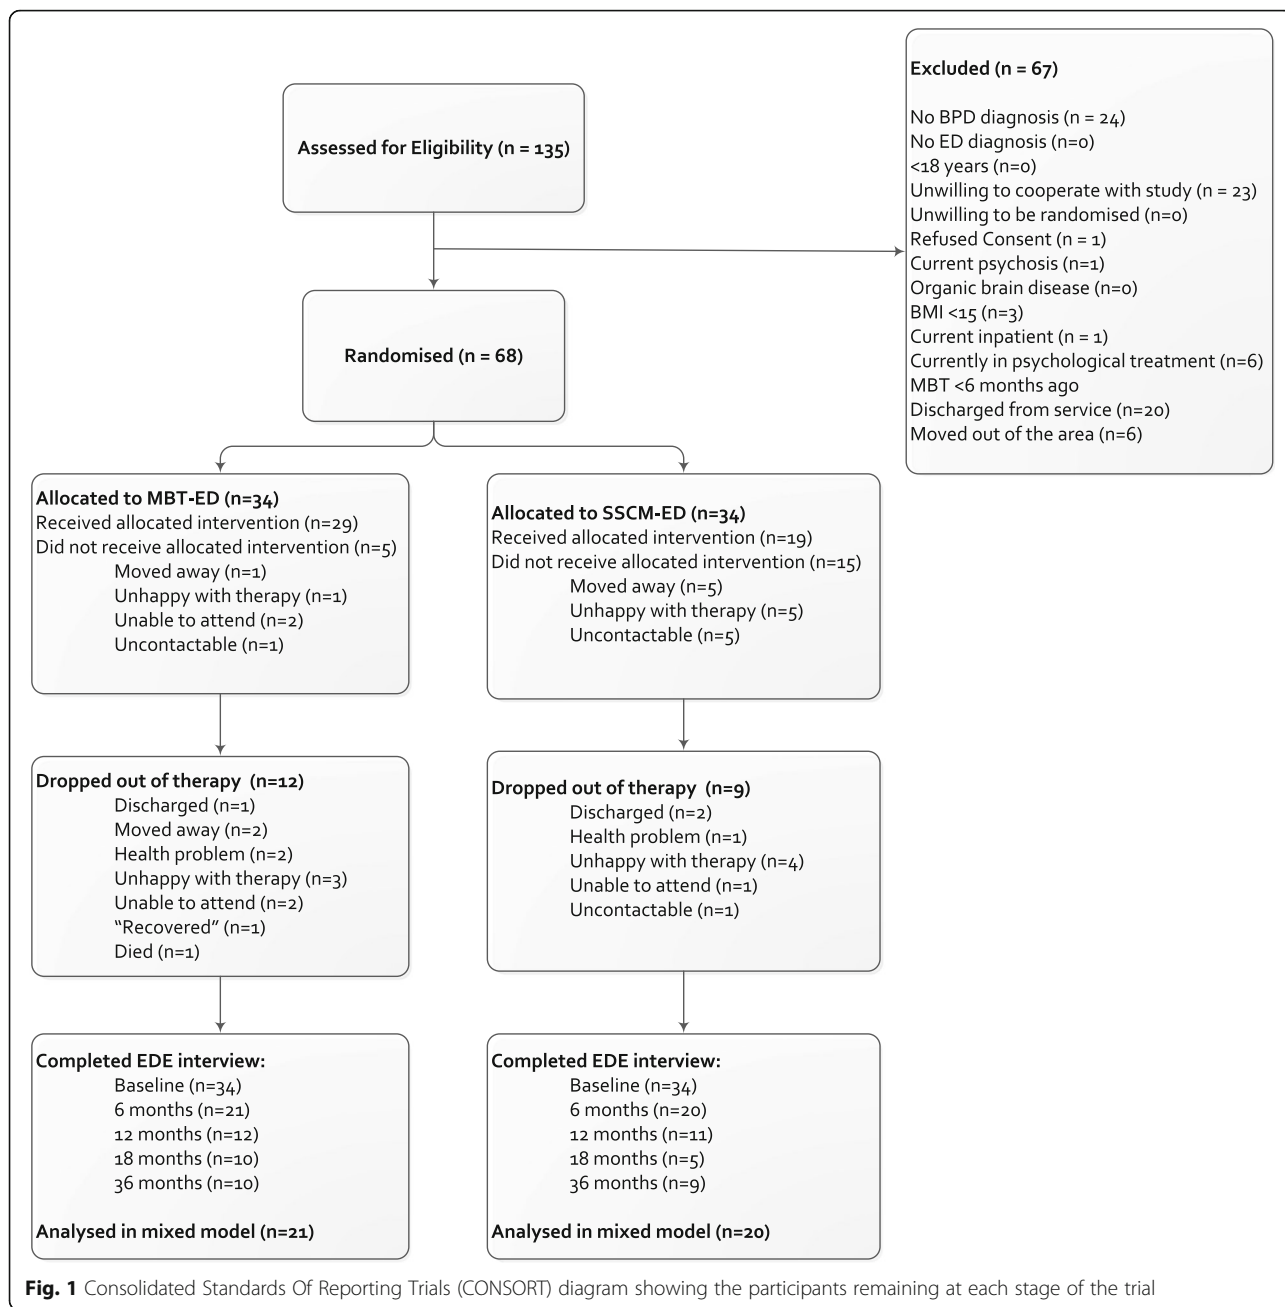 Assessed for Eligibility (n = 135)
Excluded (n = 67)
No BPD diagnosis (n = 24)
No ED diagnosis (n=0)
<18 years (n=0)
Unwilling to cooperate with study (n = 23)
Unwilling to be randomised (n=0)
Refused Consent (n = 1)
Current psychosis (n=1)
Organic brain disease (n=0)
BMI <15 (n=3)
Current inpatient (n = 1)
Currently in psychological treatment (n=6)
MBT <6 months ago
Discharged from service (n=20)
Moved out of the area (n=6)
Randomised (n = 68)
Allocated to MBT-ED (n=34)
Received allocated intervention (n=29)
Did not receive allocated intervention (n=5)
Moved away (n=1)
Unhappy with therapy (n=1)
Unable to attend (n=2)
Uncontactable (n=1)
Allocated to SSCM-ED (n=34)
Received allocated intervention (n=19)
Did not receive allocated intervention (n=15)
Moved away (n=5)
Unhappy with therapy (n=5)
Uncontactable (n=5)
Dropped out of therapy (n=12)
Discharged (n=1)
Moved away (n=2)
Health problem (n=2)
Unhappy with therapy (n=3)
Unable to attend (n=2)
“Recovered” (n=1)
Died (n=1)
Dropped out of therapy (n=9)
Discharged (n=2)
Health problem (n=1)
Unhappy with therapy (n=4)
Unable to attend (n=1)
Uncontactable (n=1)
Completed EDE interview:
Baseline (n=34)
6 months (n=21)
12 months (n=12)
18 months (n=10)
36 months (n=10)
Analysed in mixed model (n=21)
Completed EDE interview:
Baseline (n=34)
6 months (n=20)
12 months (n=11)
18 months (n=5)
36 months (n=9)
Analysed in mixed model (n=20)
Fig. 1 Consolidated Standards Of Reporting Trials (CONSORT) diagram showing the participants remaining at each stage of the trial